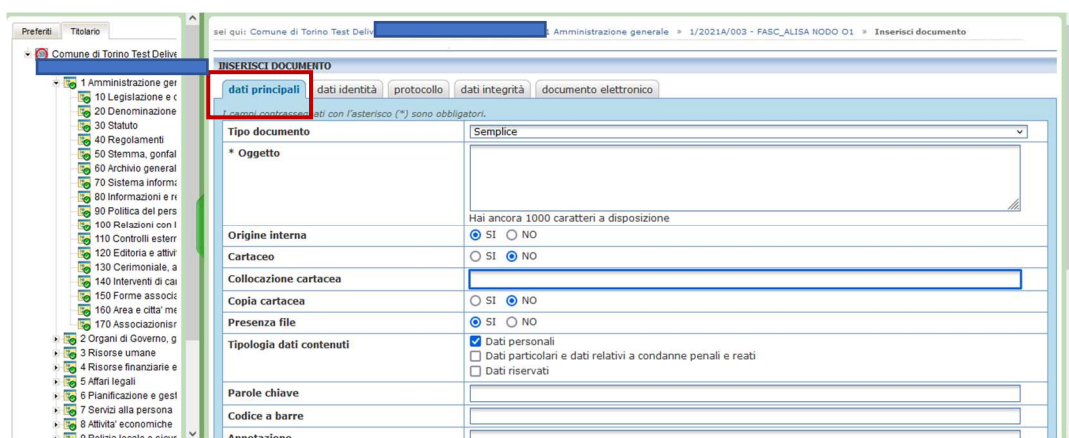 Preferiti Titolario
Comune di Torino Test Delive
1 Amministrazione ger
10 Legislazione e c
20 Denominazione
30 Statuto
40 Regolamenti
50 Stemma, gonfal
60 Archivio general
70 Sistema informa
80 Informazioni e re
90 Politica del pers
100 Relazioni con l
110 Controlli esterr
120 Editoria e attivi
130 Cerimoniale, a
140 Interventi di car
150 Forme associa
160 Area e citta' me
170 Associazionisr
2 Organi di Governo, g
3 Risorse umane
4 Risorse finanziarie e
5 Affari legali
6 Pianificazione e gest
7 Servizi alla persona
8 Attivita' economiche
9 Polizia locale e sicur
sei qui: Comune di Torino Test Deliv 1 Amministrazione generale » 1/2021A/003 - FASC_ALISA NODO O1 » Inserisci documento
INSERISCI DOCUMENTO
dati principali dati identità protocollo dati integrità documento elettronico
I campi contrassegnati con l'asterisco (*) sono obbligatori.
Tipo documento Semplice
* Oggetto
Hai ancora 1000 caratteri a disposizione
Origine interna SI NO
Cartaceo SI NO
Collocazione cartacea
Copia cartacea SI NO
Presenza file SI NO
Tipologia dati contenuti Dati personali
Dati particolari e dati relativi a condanne penali e reati
Dati riservati
Parole chiave
Codice a barre
Annotazione